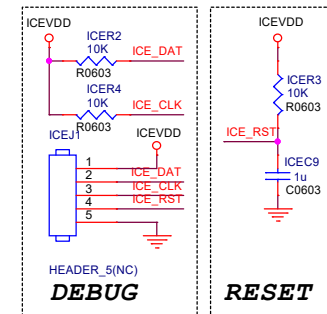 ICEVDD
ICER2
10K
ICE_DAT
R0603
ICER4
10K
ICE_CLK
R0603
ICEJ1
ICEVDD
1
2
ICE_DAT
3
ICE_CLK
4
ICE_RST
5
HEADER_5(NC)
DEBUG
ICEVDD
ICER3
10K
R0603
ICE_RST
ICEC9
1u
C0603
RESET